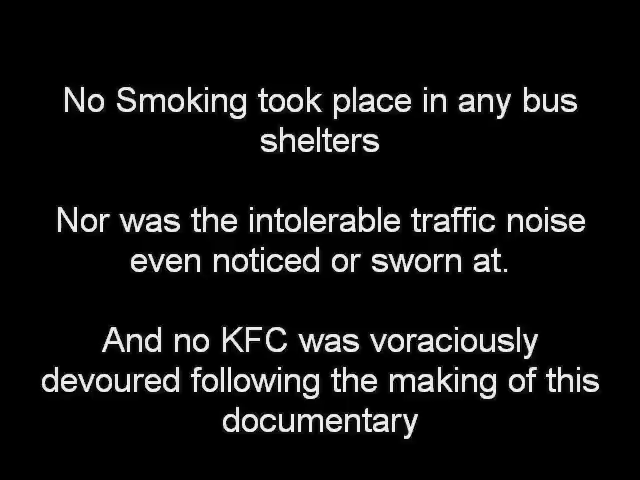 No Smoking took place in any bus
shelters
Nor was the intolerable traffic noise
even noticed or sworn at.
And no KFC was voraciously
devoured following the making of this
documentary